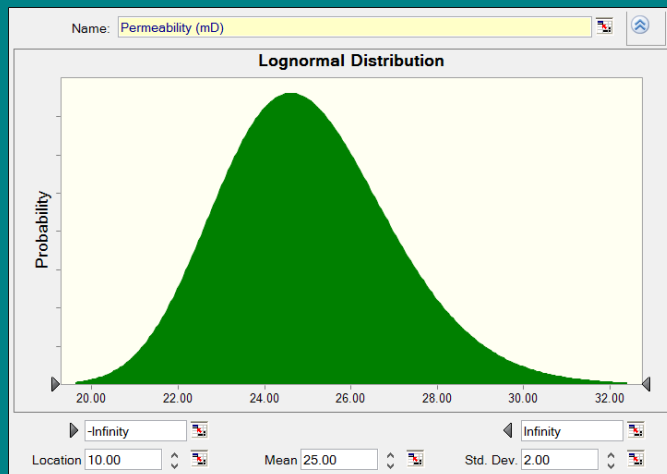 Name: Permeability (mD)
Lognormal Distribution
Probability
20.00 22.00 24.00 26.00 28.00 30.00 32.00
-Infinity Infinity
Location 10.00 Mean 25.00 Std. Dev. 2.00